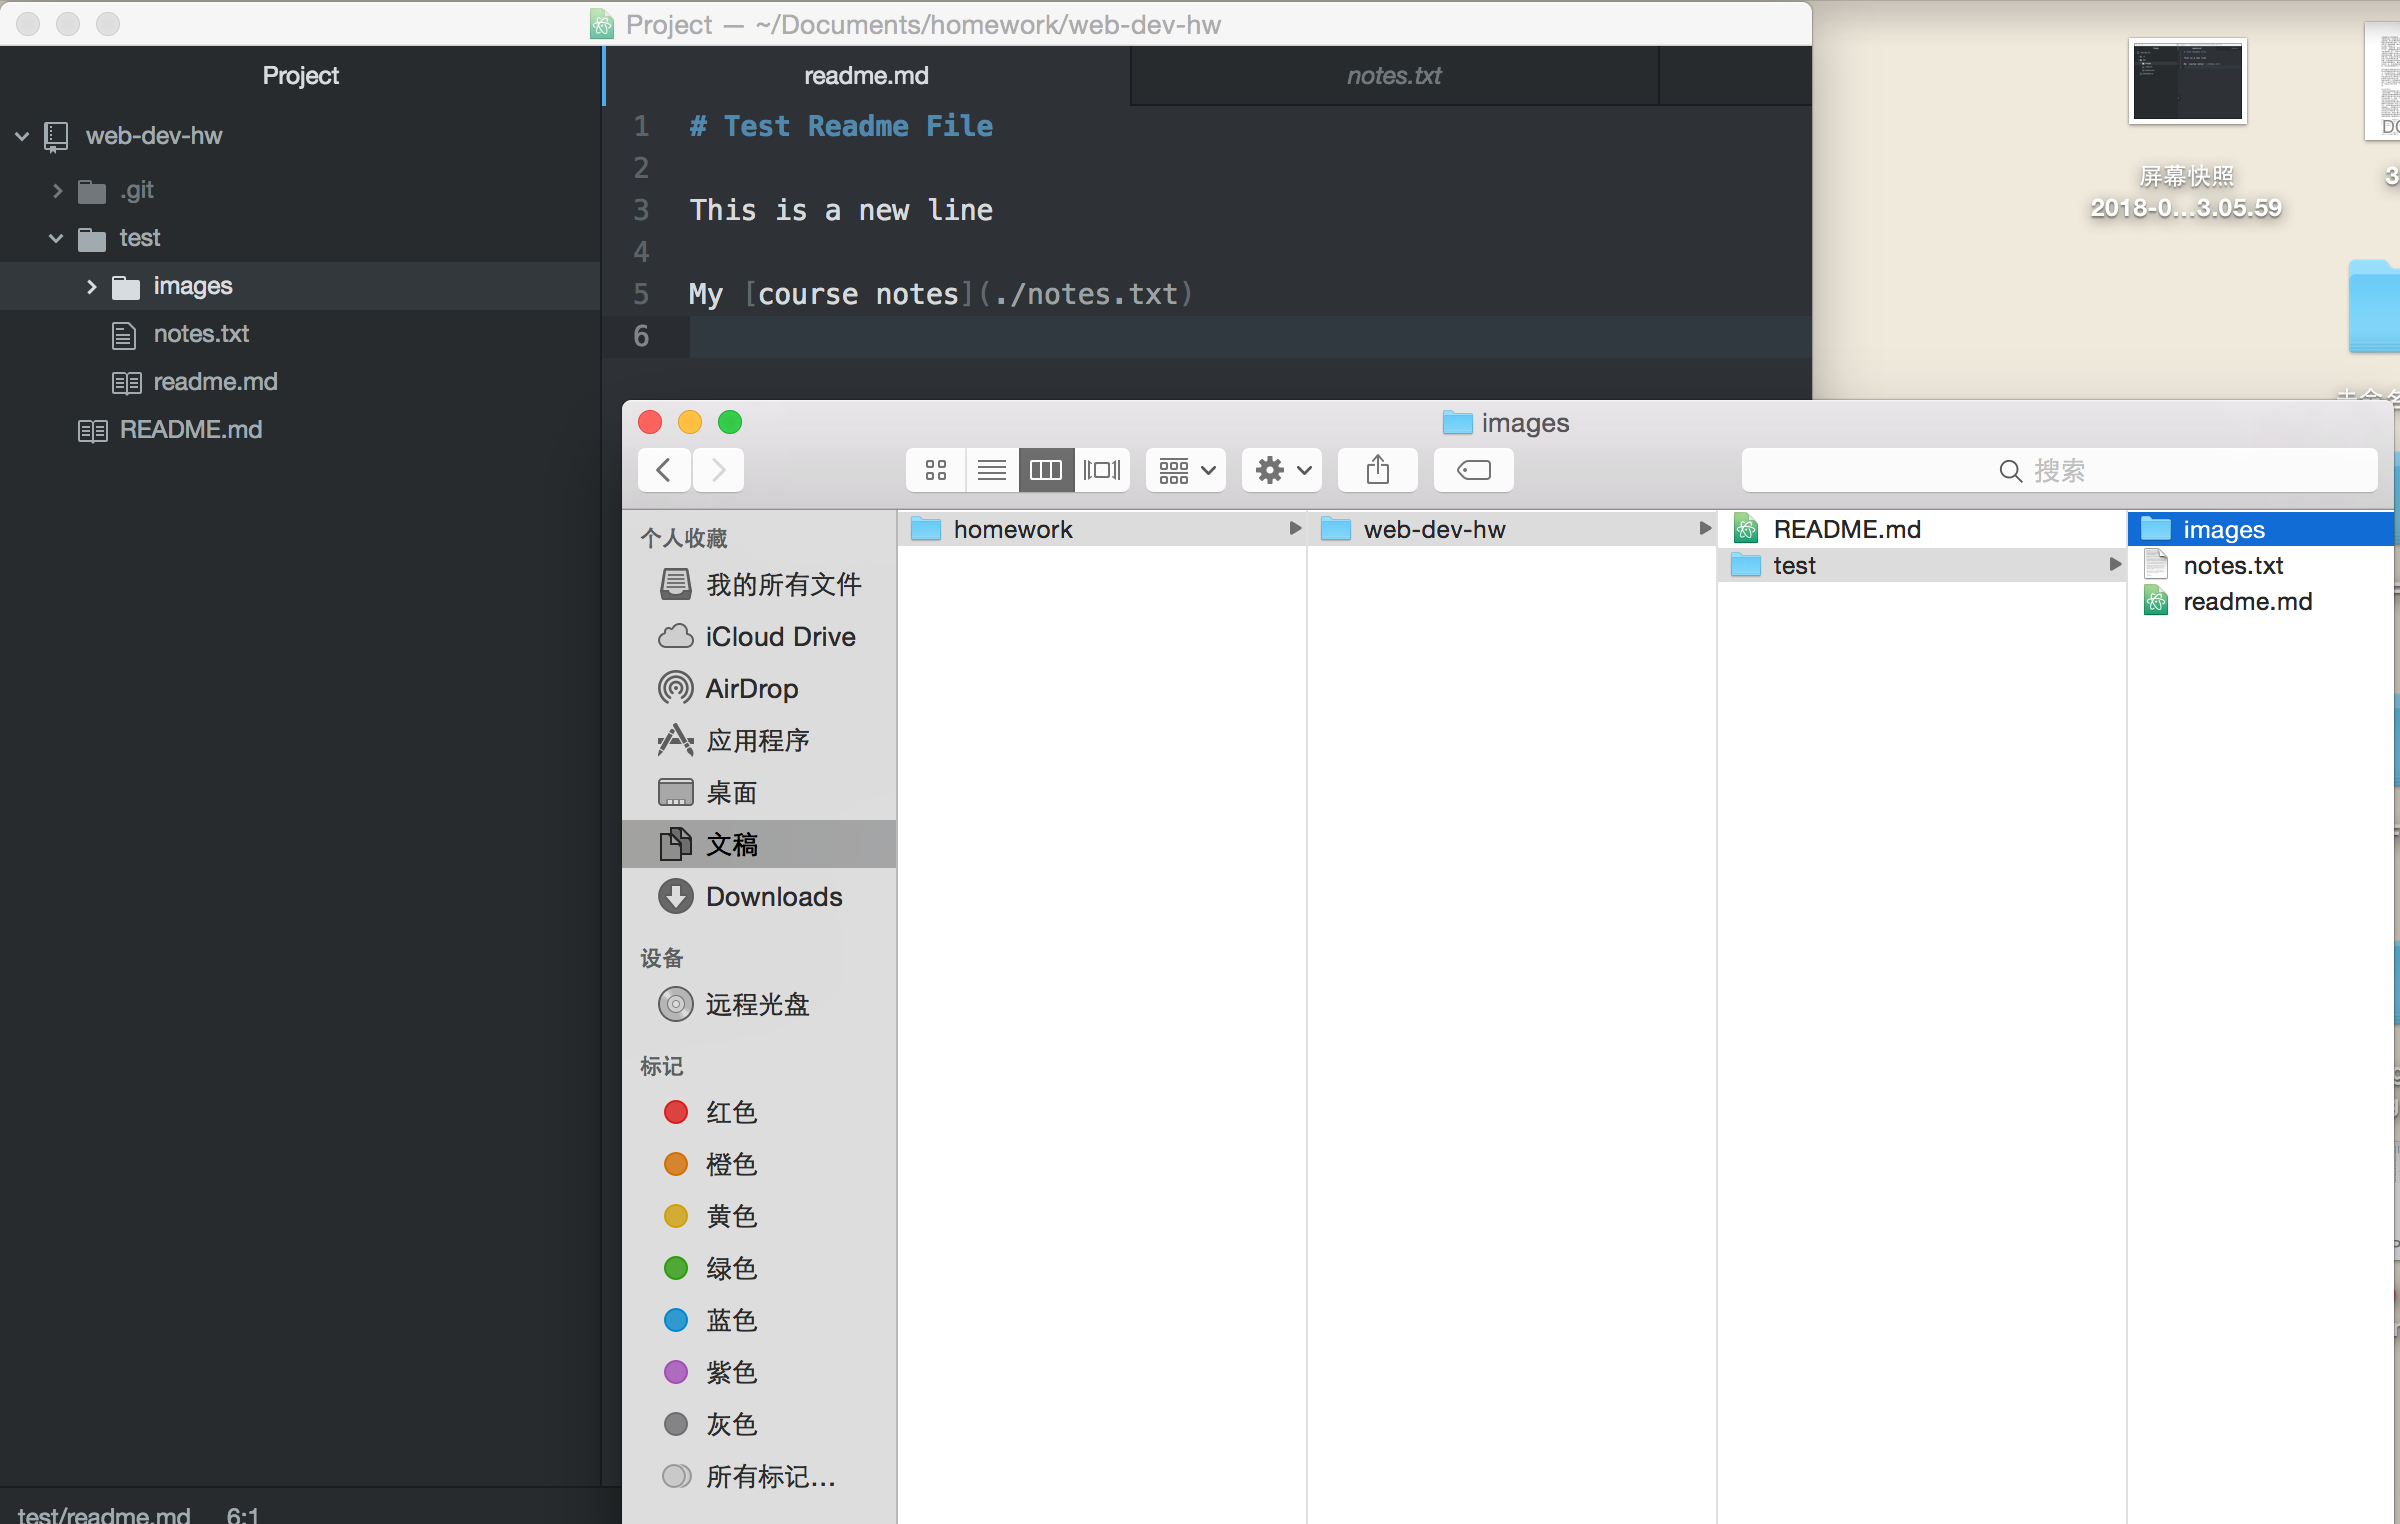 Project — ~/Documents/homework/web-dev-hw
Project
web-dev-hw
.git
test
images
notes.txt
readme.md
README.md
test/readme.md 6:1
readme.md
notes.txt
1 # Test Readme File
2
3 This is a new line
4
5 My [course notes](./notes.txt)
6
屏幕快照
2018-0...3.05.59
images
搜索
个人收藏
我的所有文件
iCloud Drive
AirDrop
应用程序
桌面
文稿
Downloads
设备
远程光盘
标记
红色
橙色
黄色
绿色
蓝色
紫色
灰色
所有标记...
homework
web-dev-hw
README.md
test
images
notes.txt
readme.md